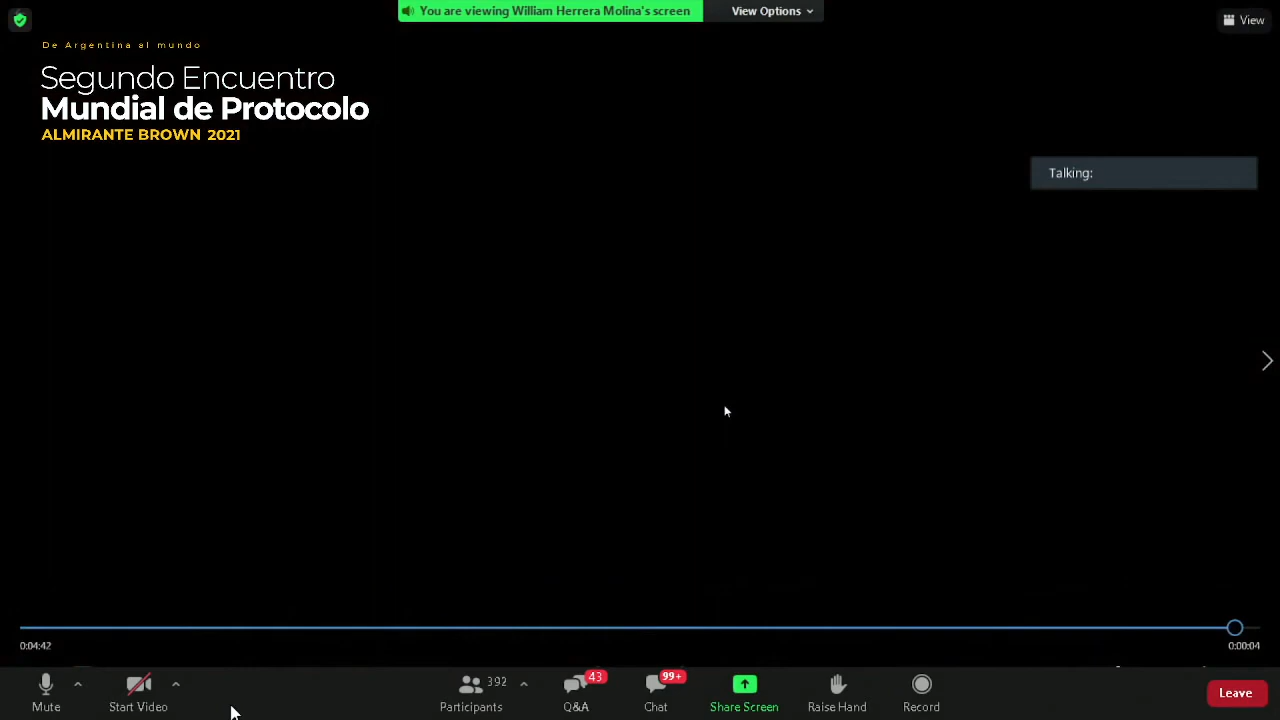 You are viewing William Herrera Molina's screen
View Options
View
De Argentina al mundo
Segundo Encuentro
Mundial de Protocolo
ALMIRANTE BROWN 2021
Talking:
0:04:42
0:00:04
Mute
Start Video
392
Participants
43
Q&A
99+
Chat
Share Screen
Raise Hand
Record
Leave